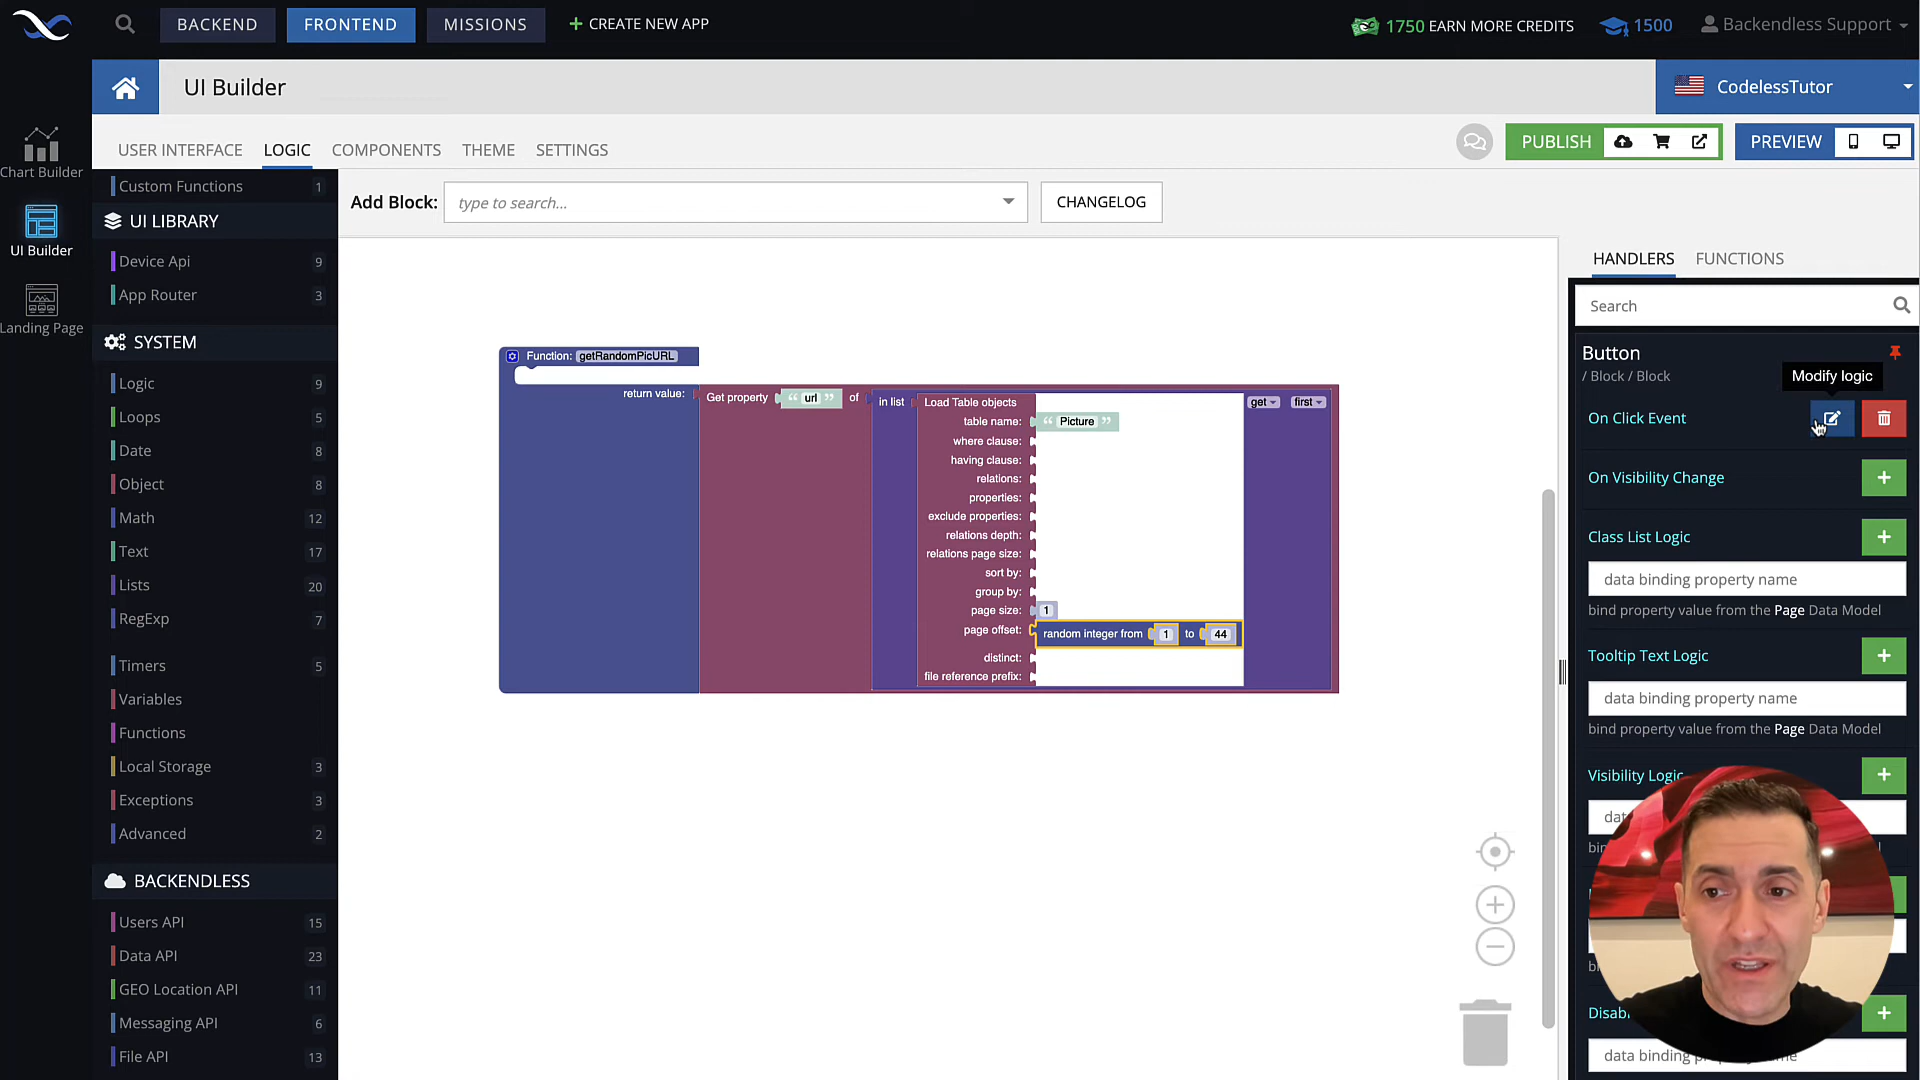 BACKEND
FRONTEND
MISSIONS
+ CREATE NEW APP
1750 EARN MORE CREDITS
1500
Backendless Support
UI Builder
CodelessTutor
Chart Builder
UI Builder
Landing Page
USER INTERFACE
LOGIC
COMPONENTS
THEME
SETTINGS
PUBLISH
PREVIEW
Custom Functions 1
UI LIBRARY
Device Api 9
App Router 3
SYSTEM
Logic 9
Loops 5
Date 8
Object 8
Math 12
Text 17
Lists 20
RegExp 7
Timers 5
Variables
Functions
Local Storage 3
Exceptions 3
Advanced 2
BACKENDLESS
Users API 15
Data API 23
GEO Location API 11
Messaging API 6
File API 13
Add Block: type to search...
CHANGELOG
Function: getRandomPicURL
return value:
Get property “ url ” of
in list
Load Table objects
get
first
table name: “ Picture ”
where clause:
having clause:
relations:
properties:
exclude properties:
relations depth:
relations page size:
sort by:
group by:
page size: 1
page offset: random integer from 1 to 44
distinct:
file reference prefix:
HANDLERS
FUNCTIONS
Search
Button
/ Block / Block
Modify logic
On Click Event
On Visibility Change
Class List Logic
data binding property name
bind property value from the Page Data Model
Tooltip Text Logic
data binding property name
bind property value from the Page Data Model
Visibility Logic
data binding property name